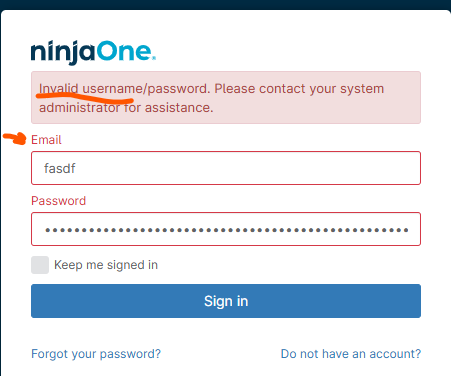 ninjaOne.
Invalid username/password. Please contact your system
administrator for assistance.
Email
fasdf
Password
Keep me signed in
Sign in
Forgot your password?
Do not have an account?